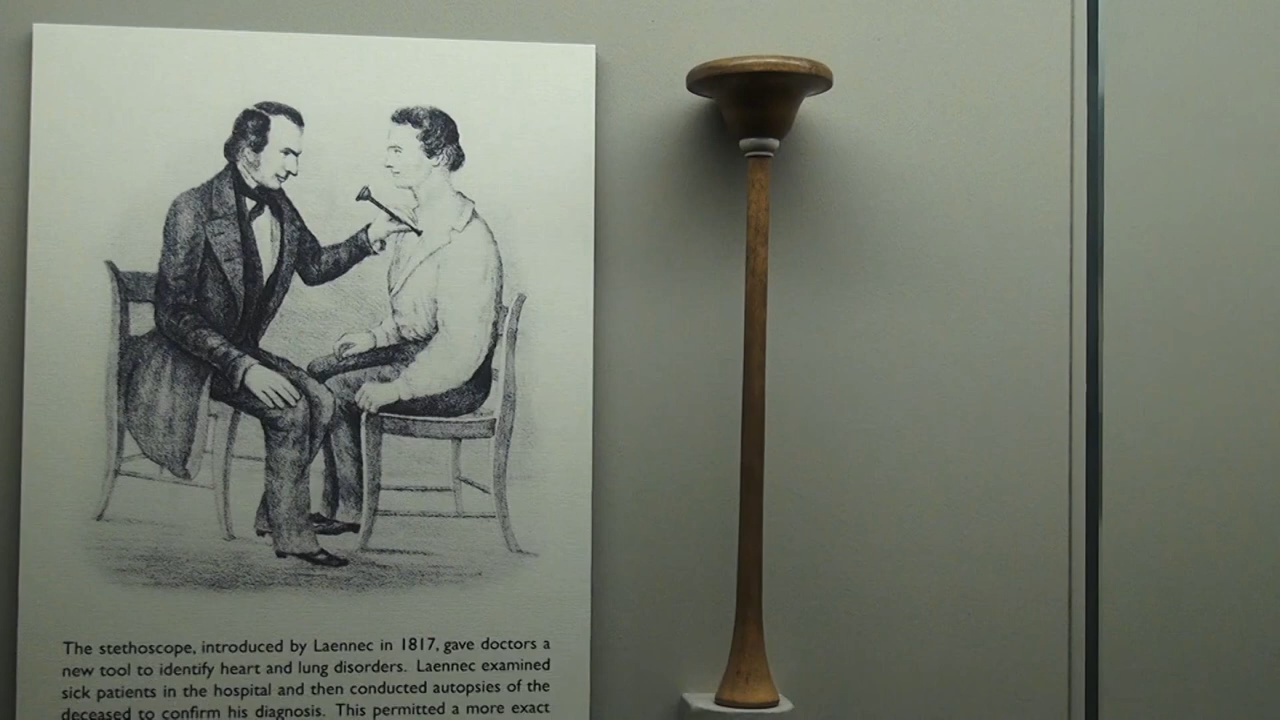 The stethoscope, introduced by Laennec in 1817, gave doctors a
new tool to identify heart and lung disorders. Laennec examined
sick patients in the hospital and then conducted autopsies of the
deceased to confirm his diagnosis. This permitted a more exact